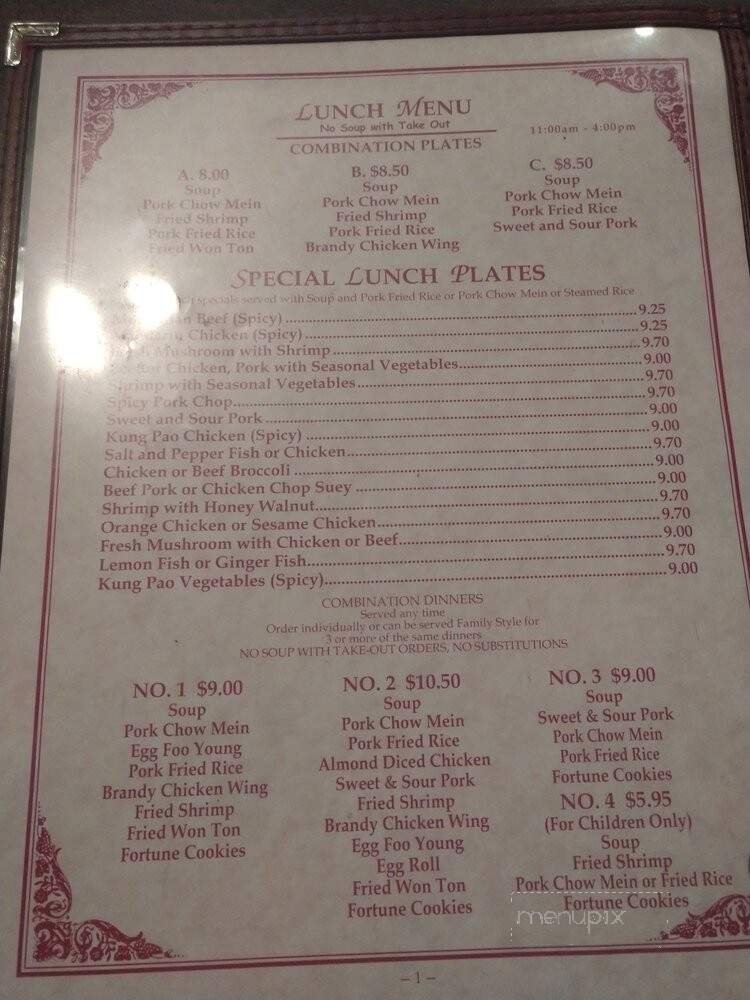 LUNCH MENU
No Soup with Take Out
11:00am - 4:00pm
COMBINATION PLATES
A. 8.00
Soup
Pork Chow Mein
Fried Shrimp
Pork Fried Rice
Fried Won Ton
B. $8.50
Soup
Pork Chow Mein
Fried Shrimp
Pork Fried Rice
Brandy Chicken Wing
C. $8.50
Soup
Pork Chow Mein
Pork Fried Rice
Sweet and Sour Pork
SPECIAL LUNCH PLATES
specials served with Soup and Pork Fried Rice or Pork Chow Mein or Steamed Rice
Beef (Spicy) 9.25
Chicken (Spicy) 9.25
Mushroom with Shrimp 9.70
Chicken, Pork with Seasonal Vegetables 9.00
Shrimp with Seasonal Vegetables 9.70
Spicy Pork Chop 9.70
Sweet and Sour Pork 9.00
Kung Pao Chicken (Spicy) 9.00
Salt and Pepper Fish or Chicken 9.70
Chicken or Beef Broccoli 9.00
Beef Pork or Chicken Chop Suey 9.00
Shrimp with Honey Walnut 9.70
Orange Chicken or Sesame Chicken 9.70
Fresh Mushroom with Chicken or Beef 9.00
Lemon Fish or Ginger Fish 9.70
Kung Pao Vegetables (Spicy) 9.00
COMBINATION DINNERS
Served any time
Order individually or can be served Family Style for
3 or more of the same dinners
NO SOUP WITH TAKE-OUT ORDERS, NO SUBSTITUTIONS
NO. 1 $9.00
Soup
Pork Chow Mein
Egg Foo Young
Pork Fried Rice
Brandy Chicken Wing
Fried Shrimp
Fried Won Ton
Fortune Cookies
NO. 2 $10.50
Soup
Pork Chow Mein
Pork Fried Rice
Almond Diced Chicken
Sweet & Sour Pork
Fried Shrimp
Brandy Chicken Wing
Egg Foo Young
Egg Roll
Fried Won Ton
Fortune Cookies
NO. 3 $9.00
Soup
Sweet & Sour Pork
Pork Chow Mein
Pork Fried Rice
Fortune Cookies
NO. 4 $5.95
(For Children Only)
Soup
Fried Shrimp
Pork Chow Mein or Fried Rice
Fortune Cookies
menupix
– 1 –